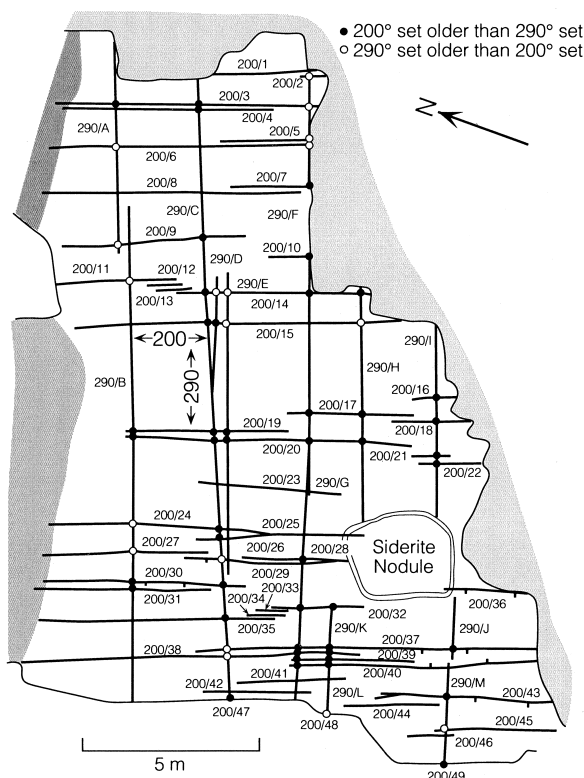 ● 200° set older than 290° set
○ 290° set older than 200° set
N
200/1
200/2
200/3
200/4
290/A
200/5
200/6
200/7
200/8
290/C
290/F
200/9
290/D
200/10
200/11
200/12
290/E
200/13
200/14
200/15
200
290/I
290
290/H
290/B
200/16
200/17
200/18
200/19
200/20
200/21
200/22
200/23
290/G
200/24
200/25
200/27
200/26
200/28
Siderite
Nodule
200/29
200/30
200/33
200/34
200/31
200/36
200/32
200/35
290/K
290/J
200/37
200/38
200/39
200/40
200/41
290/M
200/42
290/L
200/43
200/44
200/47
200/48
200/45
200/46
5 m
200/49